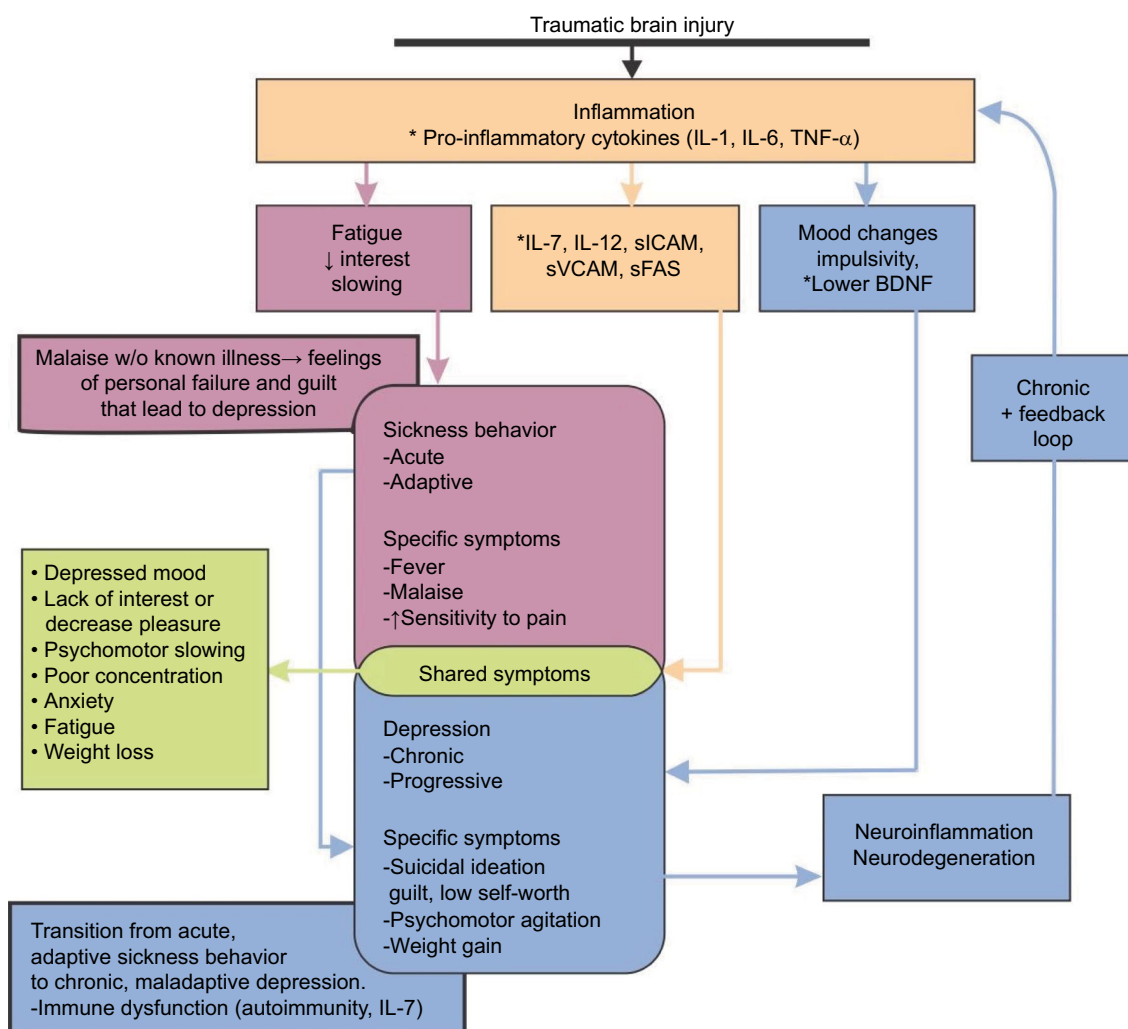 Traumatic brain injury
Inflammation
* Pro-inflammatory cytokines (IL-1, IL-6, TNF-α)
Fatigue
↓ interest
slowing
*IL-7, IL-12, sICAM,
sVCAM, sFAS
Mood changes
impulsivity,
*Lower BDNF
Malaise w/o known illness→ feelings
of personal failure and guilt
that lead to depression
Chronic
+ feedback
loop
Sickness behavior
-Acute
-Adaptive
Specific symptoms
-Fever
-Malaise
-↑Sensitivity to pain
• Depressed mood
• Lack of interest or
decrease pleasure
• Psychomotor slowing
• Poor concentration
• Anxiety
• Fatigue
• Weight loss
Shared symptoms
Depression
-Chronic
-Progressive
Specific symptoms
-Suicidal ideation
guilt, low self-worth
-Psychomotor agitation
-Weight gain
Neuroinflammation
Neurodegeneration
Transition from acute,
adaptive sickness behavior
to chronic, maladaptive depression.
-Immune dysfunction (autoimmunity, IL-7)